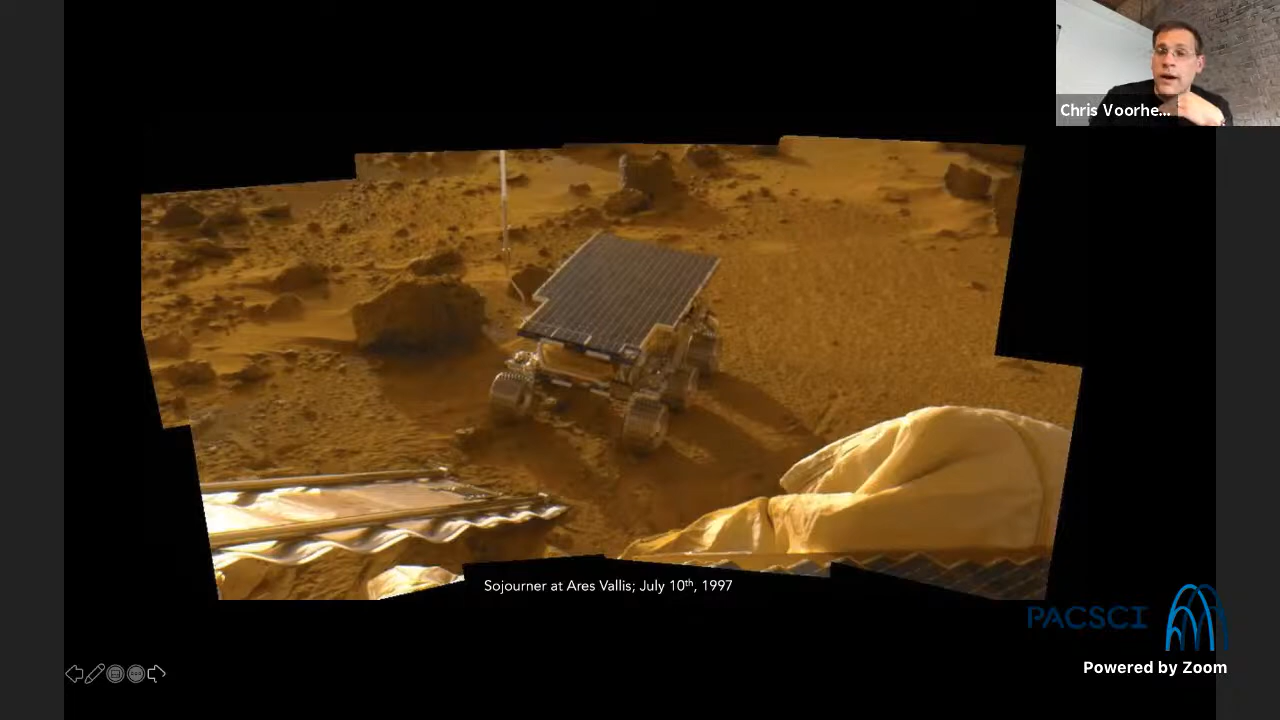 Chris Voorhe...
Sojourner at Ares Vallis; July 10th, 1997
PACSCI
Powered by Zoom